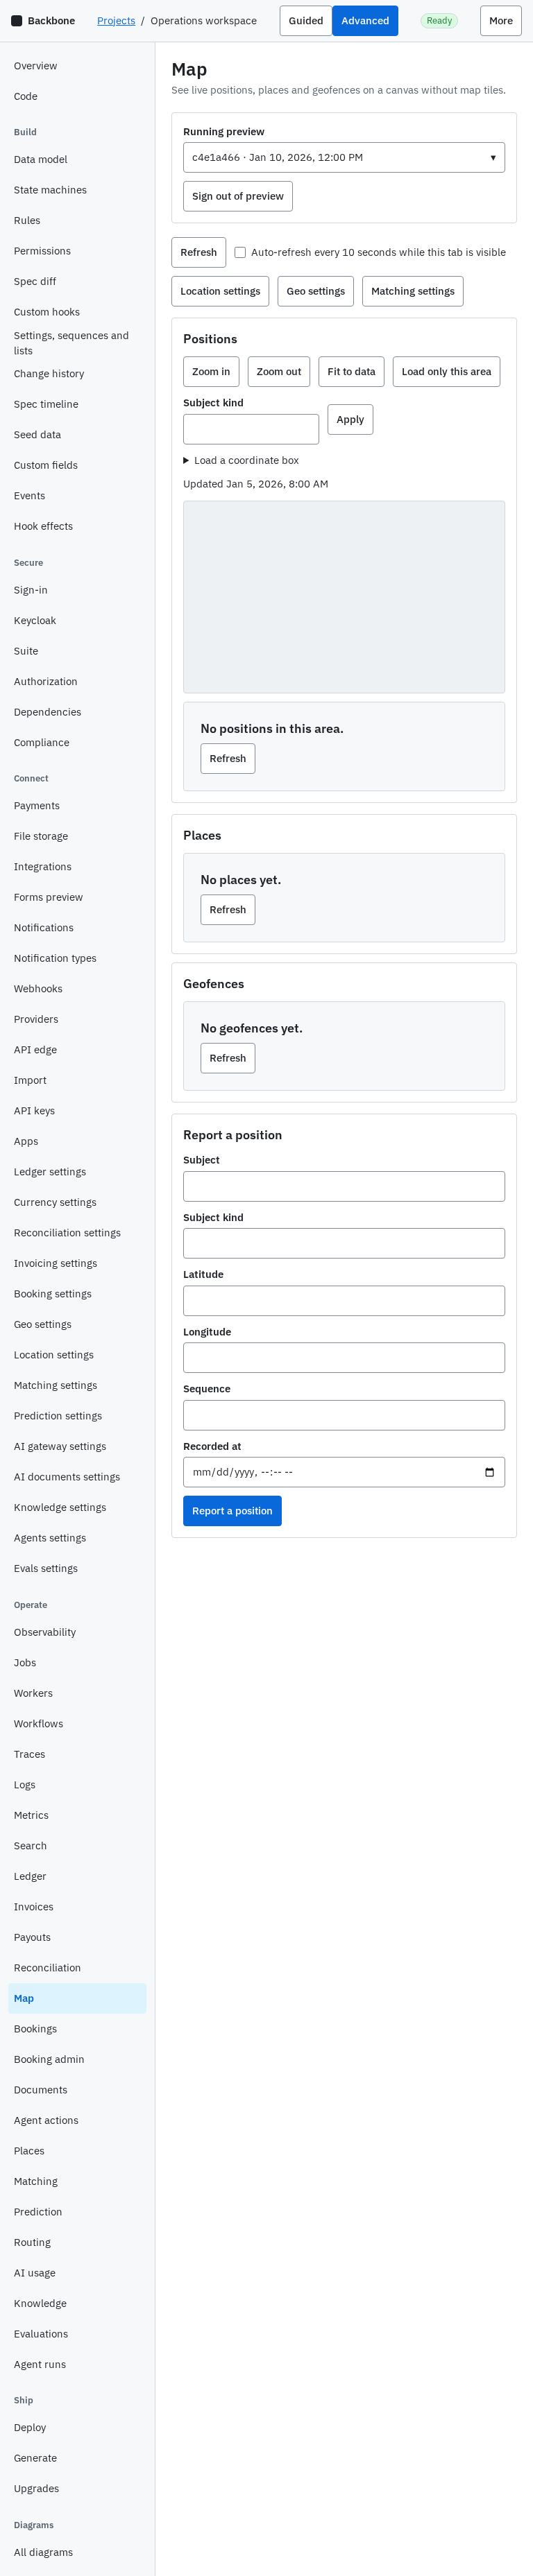 Backbone
Projects / Operations workspace
Guided
Advanced
Ready
More
Overview
Code
Build
Data model
State machines
Rules
Permissions
Spec diff
Custom hooks
Settings, sequences and
lists
Change history
Spec timeline
Seed data
Custom fields
Events
Hook effects
Secure
Sign-in
Keycloak
Suite
Authorization
Dependencies
Compliance
Connect
Payments
File storage
Integrations
Forms preview
Notifications
Notification types
Webhooks
Providers
API edge
Import
API keys
Apps
Ledger settings
Currency settings
Reconciliation settings
Invoicing settings
Booking settings
Geo settings
Location settings
Matching settings
Prediction settings
AI gateway settings
AI documents settings
Knowledge settings
Agents settings
Evals settings
Operate
Observability
Jobs
Workers
Workflows
Traces
Logs
Metrics
Search
Ledger
Invoices
Payouts
Reconciliation
Map
Bookings
Booking admin
Documents
Agent actions
Places
Matching
Prediction
Routing
AI usage
Knowledge
Evaluations
Agent runs
Ship
Deploy
Generate
Upgrades
Diagrams
All diagrams
Map
See live positions, places and geofences on a canvas without map tiles.
Running preview
c4e1a466 · Jan 10, 2026, 12:00 PM
Sign out of preview
Refresh
Auto-refresh every 10 seconds while this tab is visible
Location settings
Geo settings
Matching settings
Positions
Zoom in
Zoom out
Fit to data
Load only this area
Subject kind
Apply
Load a coordinate box
Updated Jan 5, 2026, 8:00 AM
No positions in this area.
Refresh
Places
No places yet.
Refresh
Geofences
No geofences yet.
Refresh
Report a position
Subject
Subject kind
Latitude
Longitude
Sequence
Recorded at
mm/dd/yyyy, --:-- --
Report a position